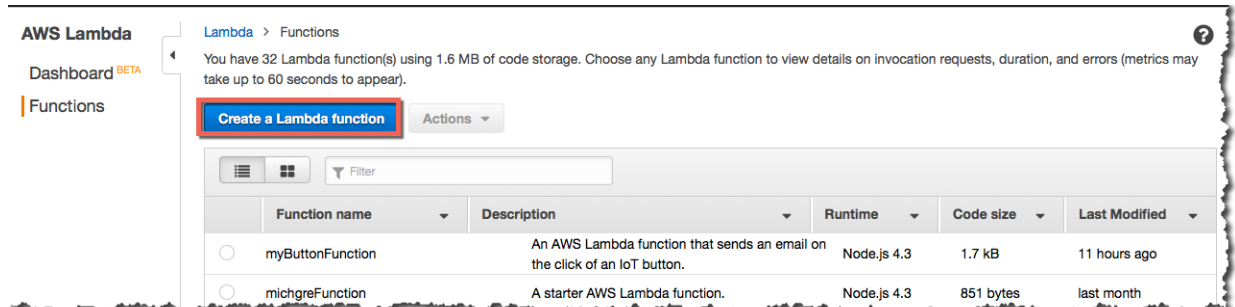 AWS Lambda
Dashboard BETA
Functions
Lambda > Functions
You have 32 Lambda function(s) using 1.6 MB of code storage. Choose any Lambda function to view details on invocation requests, duration, and errors (metrics may
take up to 60 seconds to appear).
Create a Lambda function
Actions
Filter
Function name Description Runtime Code size Last Modified
myButtonFunction An AWS Lambda function that sends an email on
the click of an IoT button. Node.js 4.3 1.7 kB 11 hours ago
michgreFunction A starter AWS Lambda function. Node.js 4.3 851 bytes last month